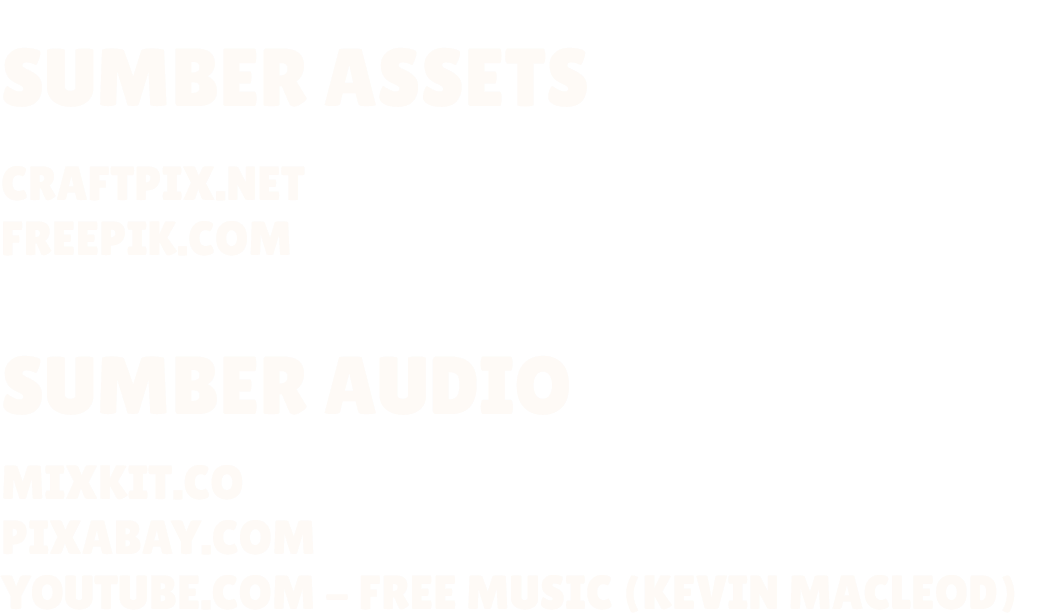 SUMBER ASSETS
CRAFTPIX.NET
FREEPIK.COM
SUMBER AUDIO
MIXKIT.CO
PIXABAY.COM
YOUTUBE.COM – FREE MUSIC (KEVIN MACLEOD)